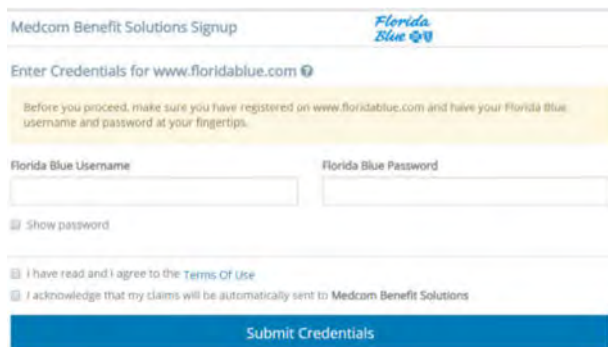 Medcom Benefit Solutions Signup
Florida
Blue
Enter Credentials for www.floridablue.com
Before you proceed, make sure you have registered on www.floridablue.com and have your Florida Blue
username and password at your fingertips.
Florida Blue Username
Florida Blue Password
Show password
I have read and I agree to the Terms Of Use
I acknowledge that my claims will be automatically sent to Medcom Benefit Solutions
Submit Credentials